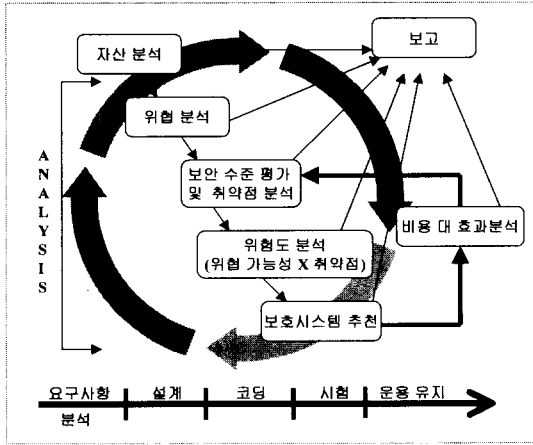 자산 분석
보고
위협 분석
보안 수준 평가
및 취약점 분석
위험도 분석
(위협 가능성 X 취약점)
비용 대 효과분석
보호시스템 추천
ANALYSIS
요구사항
분석
설계
코딩
시험
운용 유지